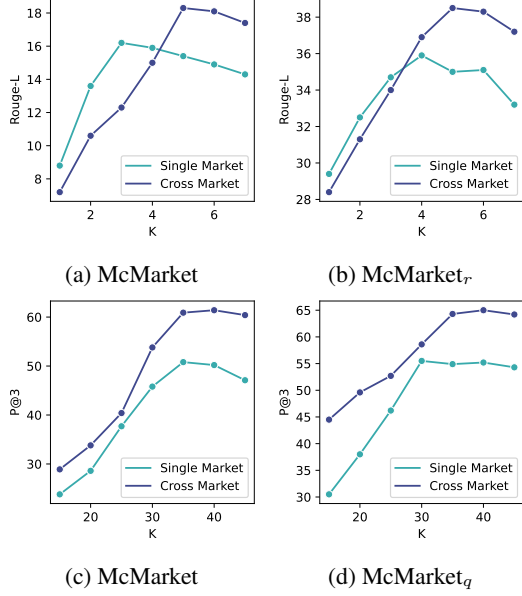 18
16
14
12
10
8
Rouge-L
2
4
6
K
Single Market
Cross Market
(a) McMarket
38
36
34
32
30
28
Rouge-L
2
4
6
K
Single Market
Cross Market
(b) McMarketᵣ
60
50
40
30
P@3
20
30
40
K
Single Market
Cross Market
(c) McMarket
65
60
55
50
45
40
35
30
P@3
20
30
40
K
Single Market
Cross Market
(d) McMarket_q